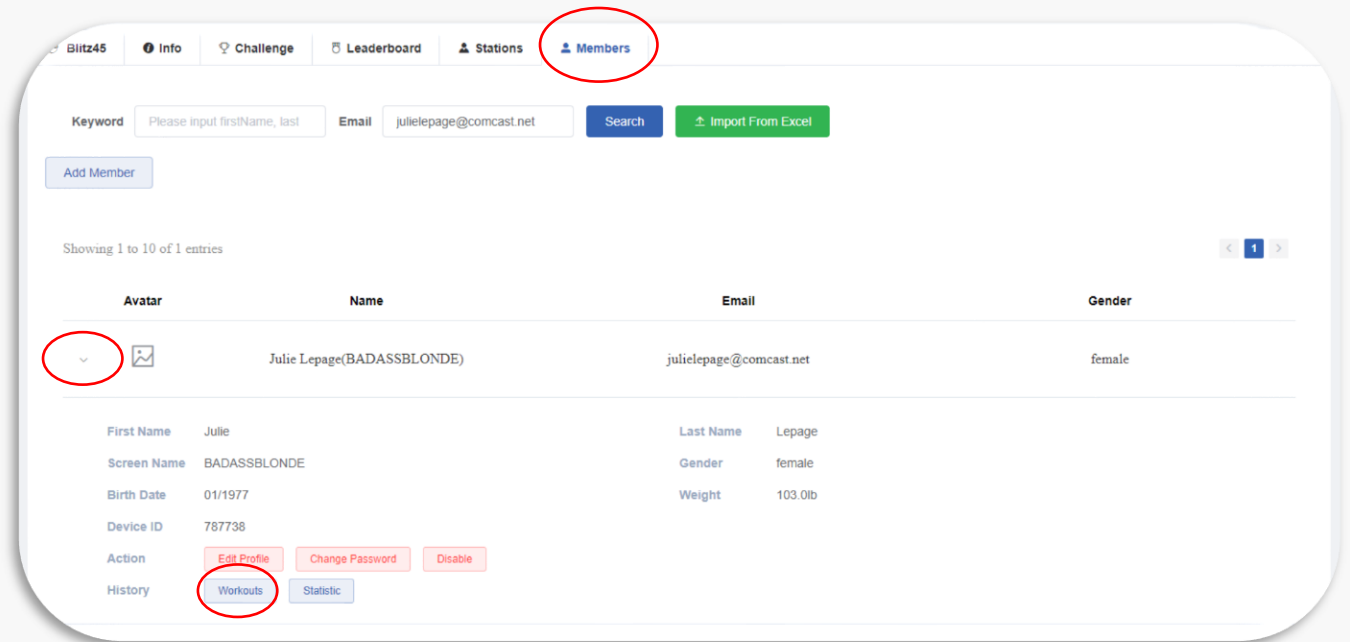 Blitz45 Info Challenge Leaderboard Stations Members
Keyword Please input firstName, last Email julielepage@comcast.net Search Import From Excel
Add Member
Showing 1 to 10 of 1 entries < 1 >
Avatar Name Email Gender
Julie Lepage(BADASSBLONDE) julielepage@comcast.net female
First Name Julie Last Name Lepage
Screen Name BADASSBLONDE Gender female
Birth Date 01/1977 Weight 103.0lb
Device ID 787738
Action Edit Profile Change Password Disable
History Workouts Statistic